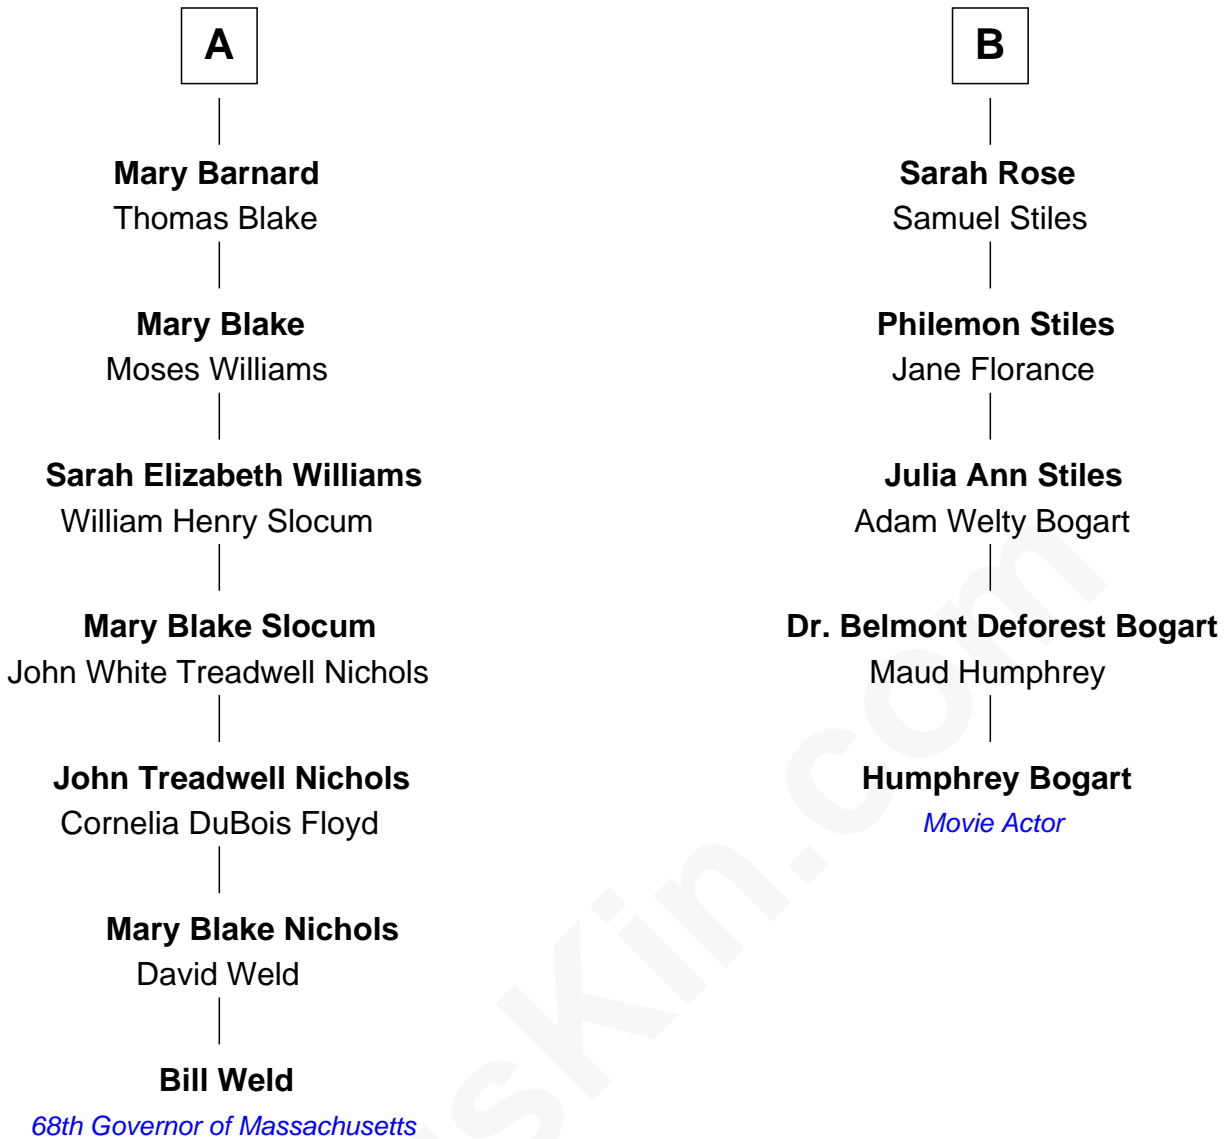 A
Mary Barnard
Thomas Blake
Mary Blake
Moses Williams
Sarah Elizabeth Williams
William Henry Slocum
Mary Blake Slocum
John White Treadwell Nichols
John Treadwell Nichols
Cornelia DuBois Floyd
Mary Blake Nichols
David Weld
Bill Weld
68th Governor of Massachusetts
B
Sarah Rose
Samuel Stiles
Philemon Stiles
Jane Florance
Julia Ann Stiles
Adam Welty Bogart
Dr. Belmont Deforest Bogart
Maud Humphrey
Humphrey Bogart
Movie Actor
sKin.com